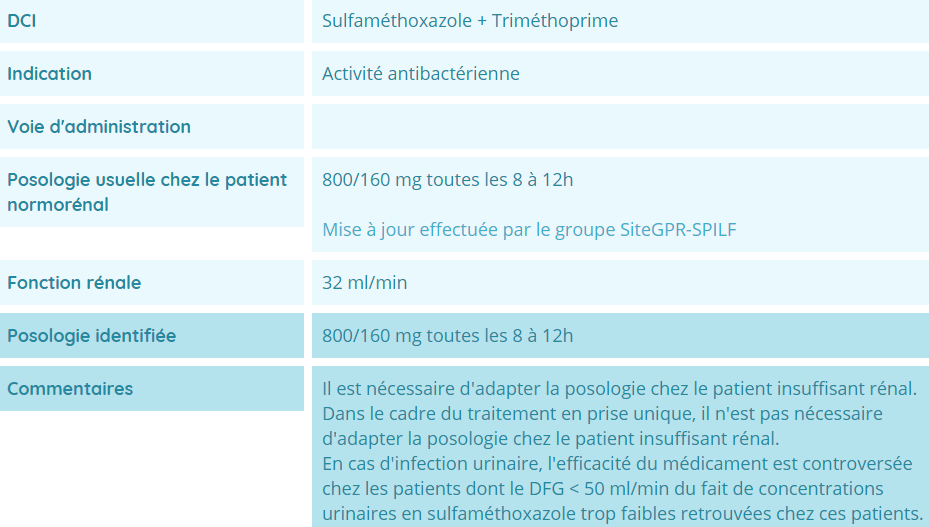 DCI
Sulfaméthoxazole + Triméthoprime
Indication
Activité antibactérienne
Voie d'administration
Posologie usuelle chez le patient
normorénal
800/160 mg toutes les 8 à 12h
Mise à jour effectuée par le groupe SiteGPR-SPILF
Fonction rénale
32 ml/min
Posologie identifiée
800/160 mg toutes les 8 à 12h
Commentaires
Il est nécessaire d'adapter la posologie chez le patient insuffisant rénal.
Dans le cadre du traitement en prise unique, il n'est pas nécessaire
d'adapter la posologie chez le patient insuffisant rénal.
En cas d'infection urinaire, l'efficacité du médicament est controversée
chez les patients dont le DFG < 50 ml/min du fait de concentrations
urinaires en sulfaméthoxazole trop faibles retrouvées chez ces patients.